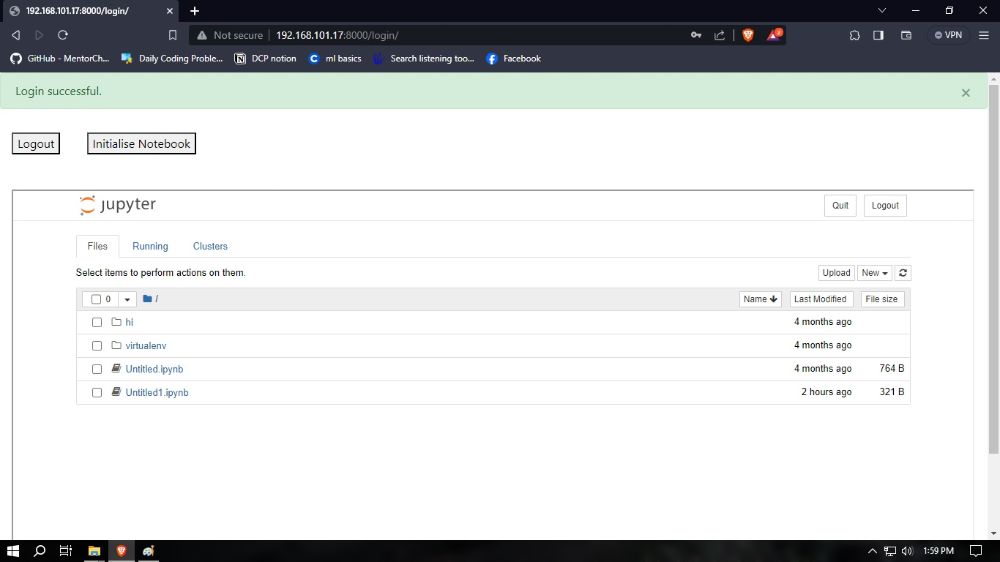 192.168.101.17:8000/login/
Not secure 192.168.101.17:8000/login/ 2 VPN
GitHub - MentorCh... Daily Coding Proble... DCP notion C ml basics Search listening too... Facebook
Login successful. ×
Logout Initialise Notebook
jupyter Quit Logout
Files Running Clusters
Select items to perform actions on them. Upload New
0 / Name Last Modified File size
hi 4 months ago
virtualenv 4 months ago
Untitled.ipynb 4 months ago 764 B
Untitled1.ipynb 2 hours ago 321 B
1:59 PM